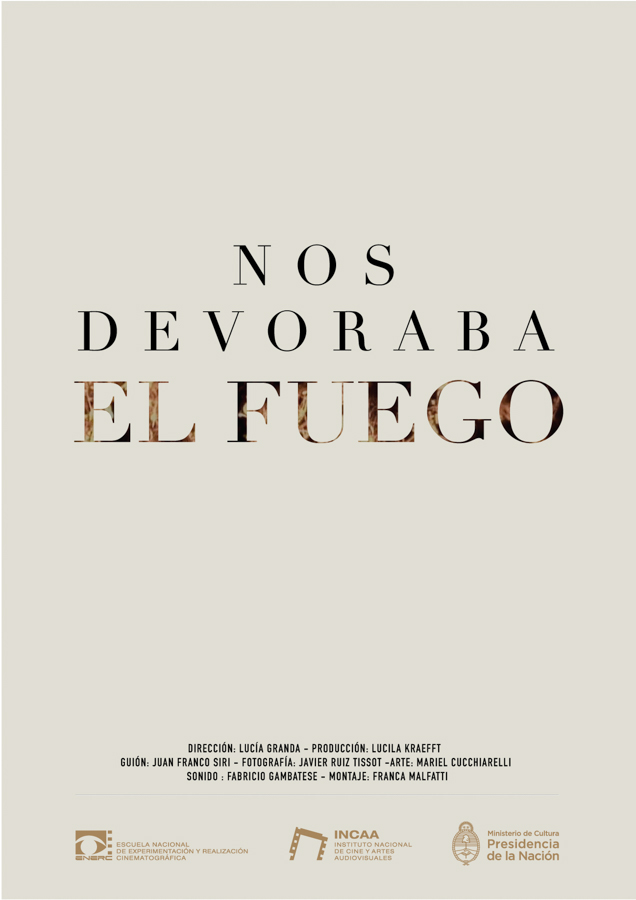 NOS
DEVORABA
EL FUEGO
DIRECCIÓN: LUCÍA GRANDA - PRODUCCIÓN: LUCILA KRAEFFT
GUIÓN: JUAN FRANCO SIRI - FOTOGRAFÍA: JAVIER RUIZ TISSOT -ARTE: MARIEL CUCCHIARELLI
SONIDO : FABRICIO GAMBATESE - MONTAJE: FRANCA MALFATTI
ENERC
ESCUELA NACIONAL
DE EXPERIMENTACIÓN Y REALIZACIÓN
CINEMATOGRÁFICA
INCAA
INSTITUTO NACIONAL
DE CINE Y ARTES
AUDIOVISUALES
Ministerio de Cultura
Presidencia
de la Nación